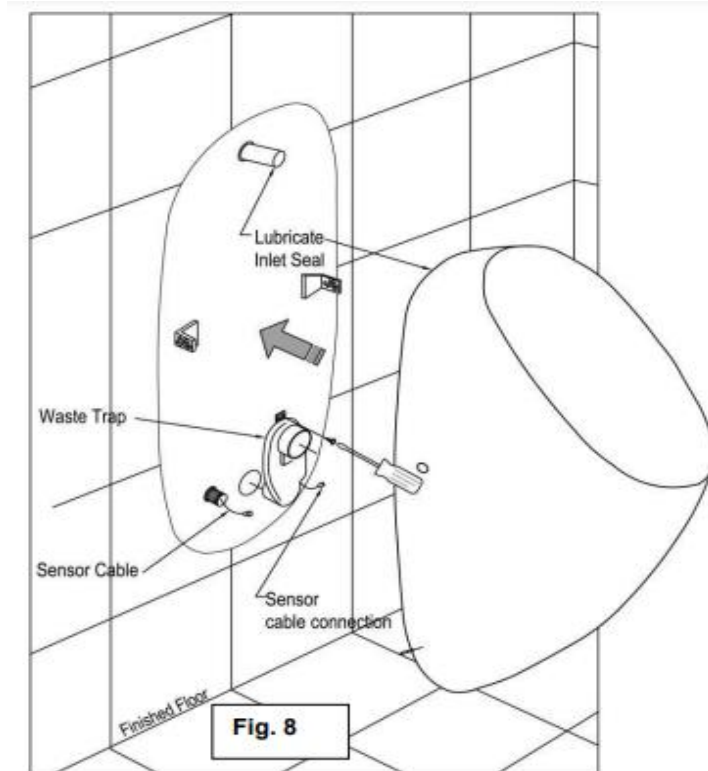 Lubricate
Inlet Seal
Waste Trap
Sensor Cable
Sensor
cable connection
Finished Floor
Fig. 8